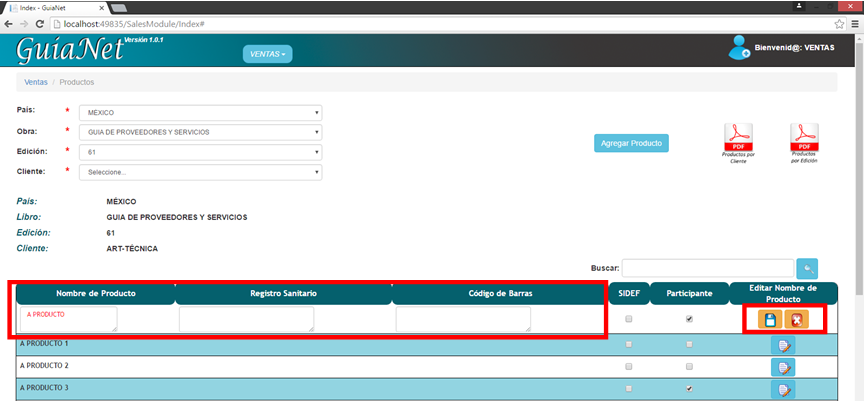 Index - GuiaNet
localhost:49835/SalesModule/Index#
GuíaNet Versión 1.0.1
VENTAS
Bienvenid@: VENTAS
Ventas / Productos
País: * MÉXICO
Obra: * GUIA DE PROVEEDORES Y SERVICIOS
Edición: * 61
Cliente: * Seleccione...
Agregar Producto
PDF
Productos por
Cliente
PDF
Productos
por Edición
País: MÉXICO
Libro: GUIA DE PROVEEDORES Y SERVICIOS
Edición: 61
Cliente: ART-TÉCNICA
Buscar:
Nombre de Producto Registro Sanitario Código de Barras SIDEF Participante Editar Nombre de
Producto
A PRODUCTO
A PRODUCTO 1
A PRODUCTO 2
A PRODUCTO 3